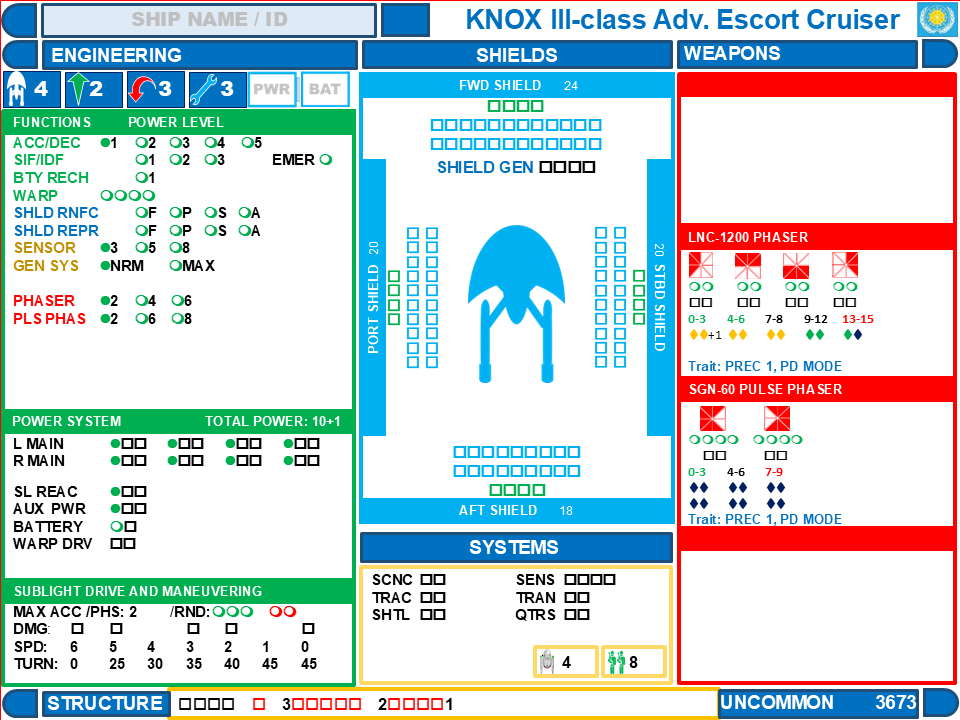 SHIP NAME / ID
KNOX III-class Adv. Escort Cruiser
ENGINEERING
SHIELDS
WEAPONS
4 2 3 3 PWR BAT
FUNCTIONS POWER LEVEL
ACC/DEC 1 2 3 4 5
SIF/IDF 1 2 3 EMER
BTY RECH 1
WARP
SHLD RNFC F P S A
SHLD REPR F P S A
SENSOR 3 5 8
GEN SYS NRM MAX
PHASER 2 4 6
PLS PHAS 2 6 8
POWER SYSTEM TOTAL POWER: 10+1
L MAIN
R MAIN
SL REAC
AUX PWR
BATTERY
WARP DRV
SUBLIGHT DRIVE AND MANUVERING
MAX ACC /PHS: 2 /RND:
DMG:
SPD: 6 5 4 3 2 1 0
TURN: 0 25 30 35 40 45 45
FWD SHIELD 24
SHIELD GEN
PORT SHIELD 20
20 STBD SHIELD
AFT SHIELD 18
SYSTEMS
SCNC SENS
TRAC TRAN
SHTL QTRS
4 8
LNC-1200 PHASER
0-3 4-6 7-8 9-12 13-15
+1
Trait: PREC 1, PD MODE
SGN-60 PULSE PHASER
0-3 4-6 7-9
Trait: PREC 1, PD MODE
STRUCTURE 3 2 1
UNCOMMON 3673